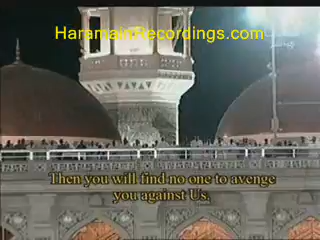 HaramainRecordings.com
Then you will find no one to avenge
you against Us.